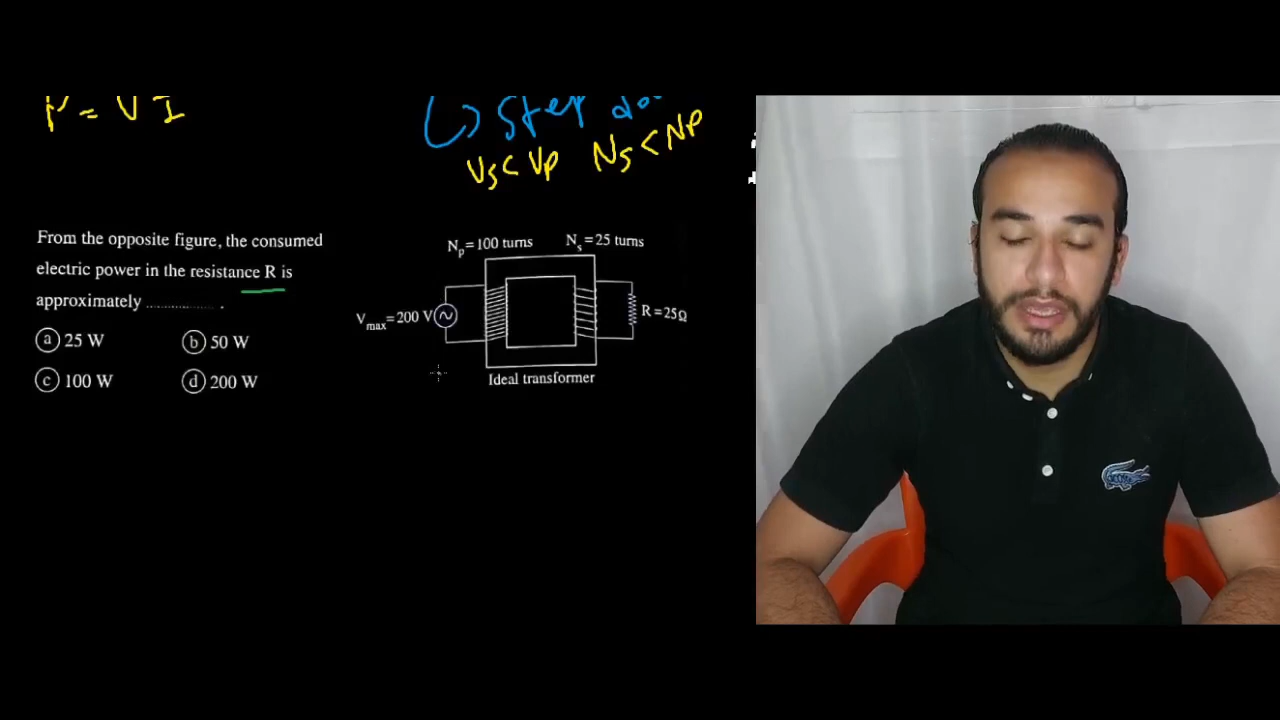 P = V I
Step
Vs < Vp Ns < Np
From the opposite figure, the consumed
electric power in the resistance R is
approximately ................ .
a 25 W b 50 W
c 100 W d 200 W
Np = 100 turns Ns = 25 turns
Vmax = 200 V
R = 25 Ω
Ideal transformer